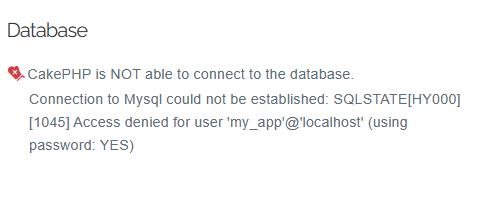 Database
CakePHP is NOT able to connect to the database.
Connection to Mysql could not be established: SQLSTATE[HY000]
[1045] Access denied for user 'my_app'@'localhost' (using
password: YES)